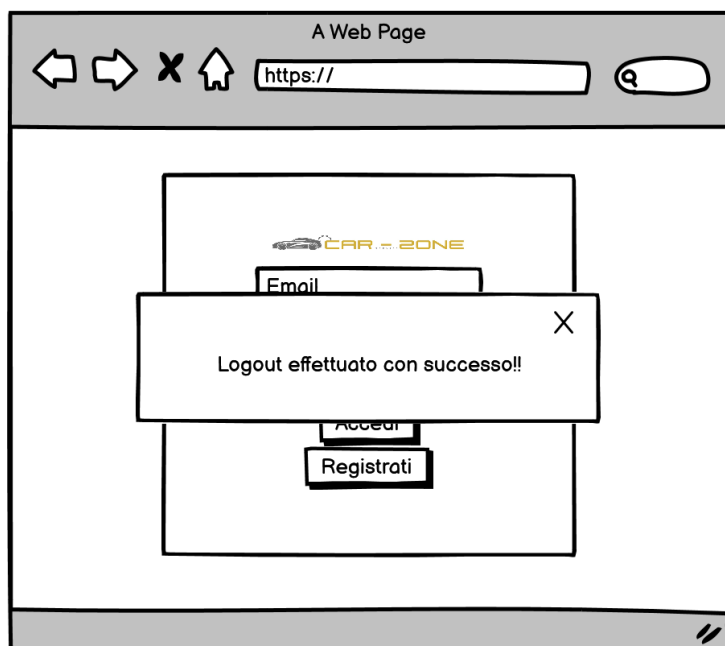 A Web Page
https://
CAR - ZONE
Email
Logout effettuato con successo!!
Accedi
Registrati